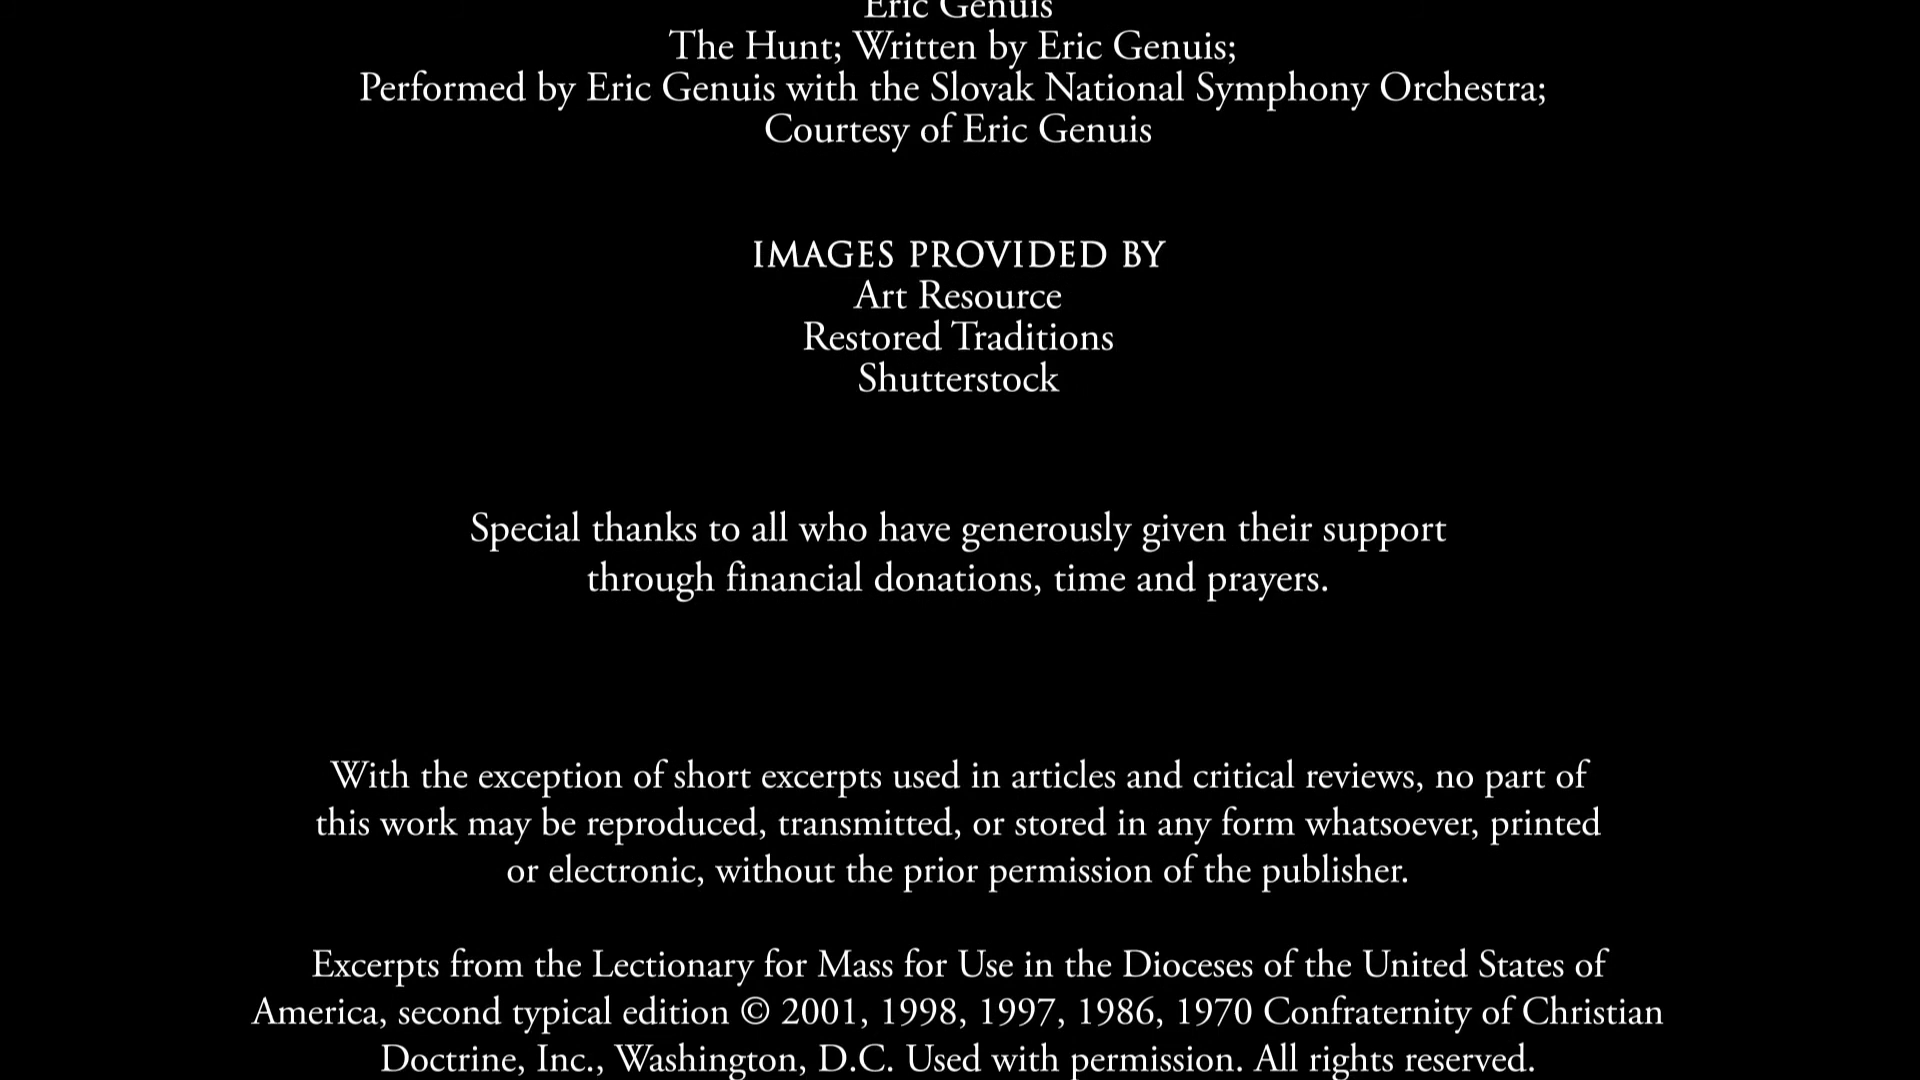 Eric Genuis
The Hunt; Written by Eric Genuis;
Performed by Eric Genuis with the Slovak National Symphony Orchestra;
Courtesy of Eric Genuis
IMAGES PROVIDED BY
Art Resource
Restored Traditions
Shutterstock
Special thanks to all who have generously given their support
through financial donations, time and prayers.
With the exception of short excerpts used in articles and critical reviews, no part of
this work may be reproduced, transmitted, or stored in any form whatsoever, printed
or electronic, without the prior permission of the publisher.
Excerpts from the Lectionary for Mass for Use in the Dioceses of the United States of
America, second typical edition © 2001, 1998, 1997, 1986, 1970 Confraternity of Christian
Doctrine, Inc., Washington, D.C. Used with permission. All rights reserved.